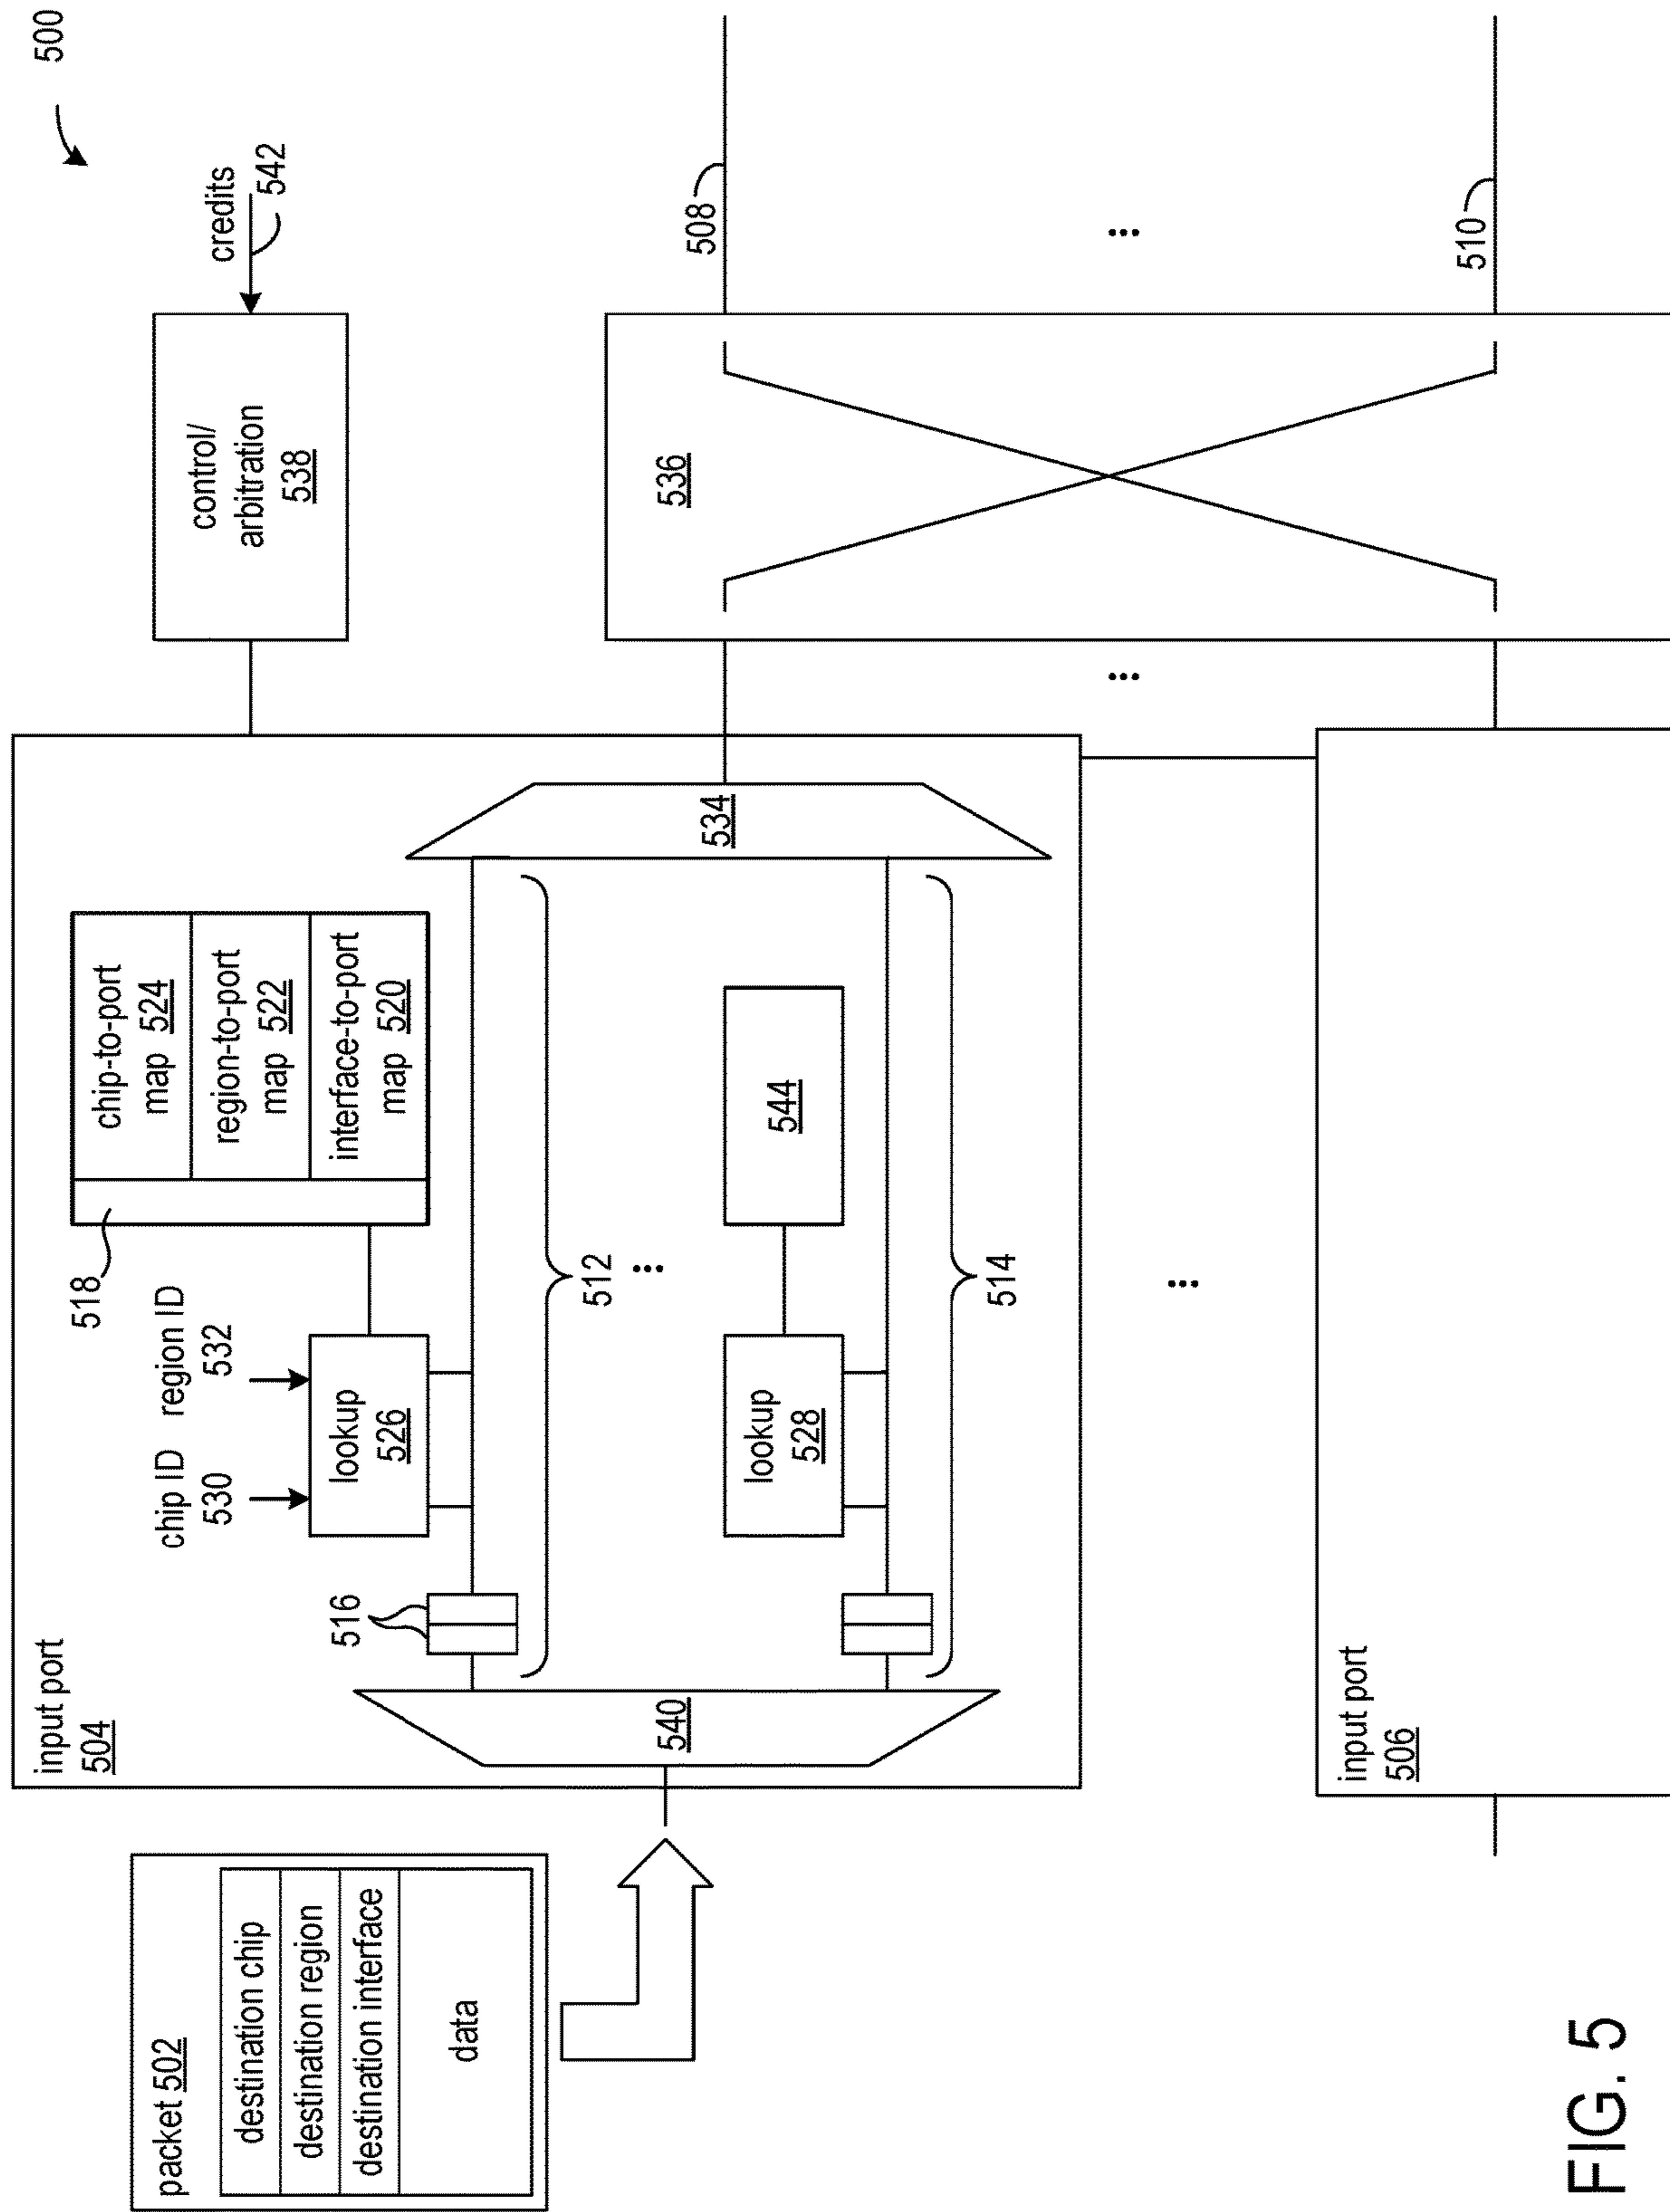 500
packet 502
destination chip
destination region
destination interface
data
input port
504
chip ID
530
region ID
532
518
chip-to-port
map 524
region-to-port
map 522
interface-to-port
map 520
516
lookup
526
512
...
540
534
lookup
528
544
514
control/
arbitration
538
credits
542
536
508
...
...
510
...
input port
506
FIG. 5